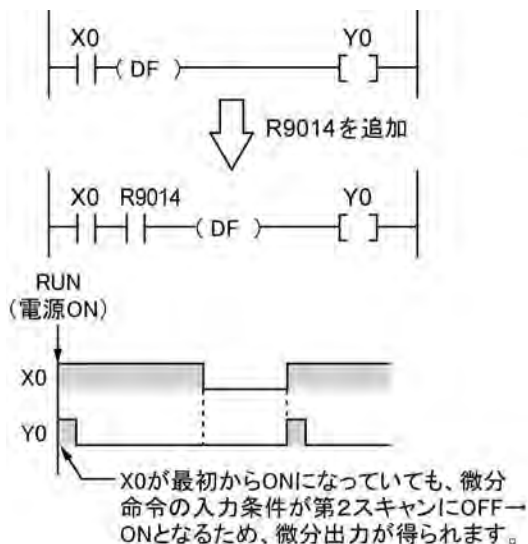 X0
Y0
DF
R9014を追加
X0 R9014
Y0
DF
RUN
(電源ON)
X0
Y0
X0が最初からONになっていても、微分
命令の入力条件が第2スキャンにOFF→
ONとなるため、微分出力が得られます。